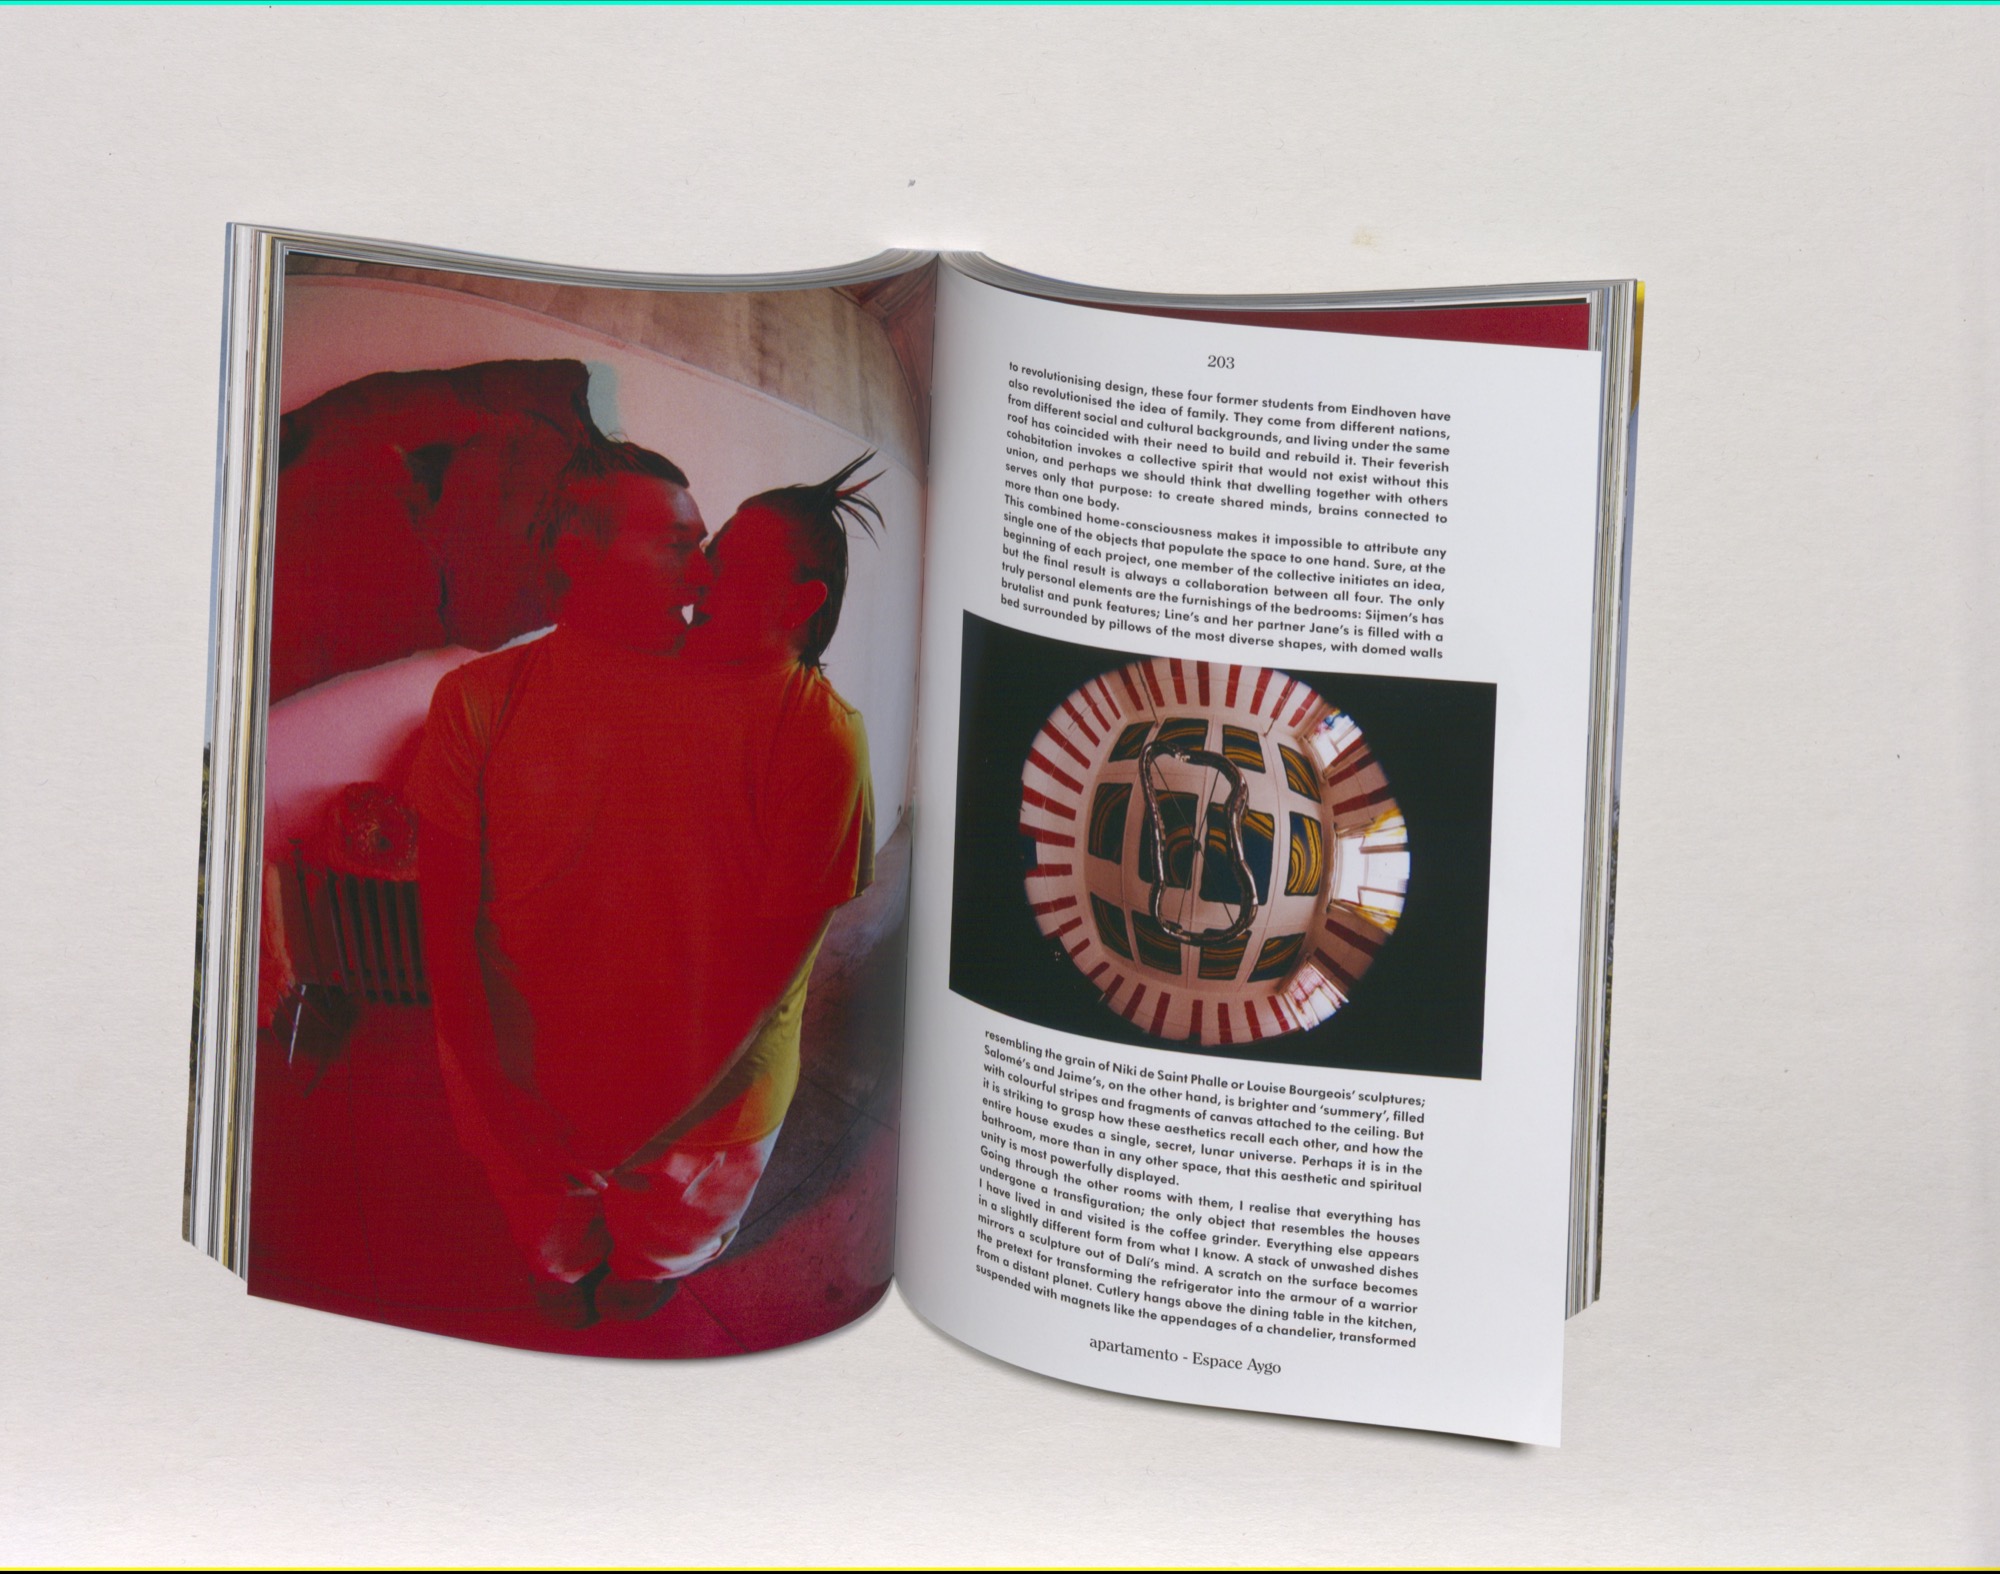 203
to revolutionising design, these four former students from Eindhoven have
also revolutionised the idea of family. They come from different nations,
from different social and cultural backgrounds, and living under the same
roof has coincided with their need to build and rebuild it. Their feverish
cohabitation invokes a collective spirit that would not exist without this
union, and perhaps we should think that dwelling together with others
serves only that purpose: to create shared minds, brains connected to
more than one body.
This combined home-consciousness makes it impossible to attribute any
single one of the objects that populate the space to one hand. Sure, at the
beginning of each project, one member of the collective initiates an idea,
but the final result is always a collaboration between all four. The only
truly personal elements are the furnishings of the bedrooms: Sijmen's has
brutalist and punk features; Line's and her partner Jane's is filled with a
bed surrounded by pillows of the most diverse shapes, with domed walls
resembling the grain of Niki de Saint Phalle or Louise Bourgeois' sculptures;
Salomé's and Jaime's, on the other hand, is brighter and 'summery', filled
with colourful stripes and fragments of canvas attached to the ceiling. But
it is striking to grasp how these aesthetics recall each other, and how the
entire house exudes a single, secret, lunar universe. Perhaps it is in the
bathroom, more than in any other space, that this aesthetic and spiritual
unity is most powerfully displayed.
Going through the other rooms with them, I realise that everything has
undergone a transfiguration; the only object that resembles the houses
I have lived in and visited is the coffee grinder. Everything else appears
in a slightly different form from what I know. A stack of unwashed dishes
mirrors a sculpture out of Dalí's mind. A scratch on the surface becomes
the pretext for transforming the refrigerator into the armour of a warrior
from a distant planet. Cutlery hangs above the dining table in the kitchen,
suspended with magnets like the appendages of a chandelier, transformed
apartamento - Espace Aygo